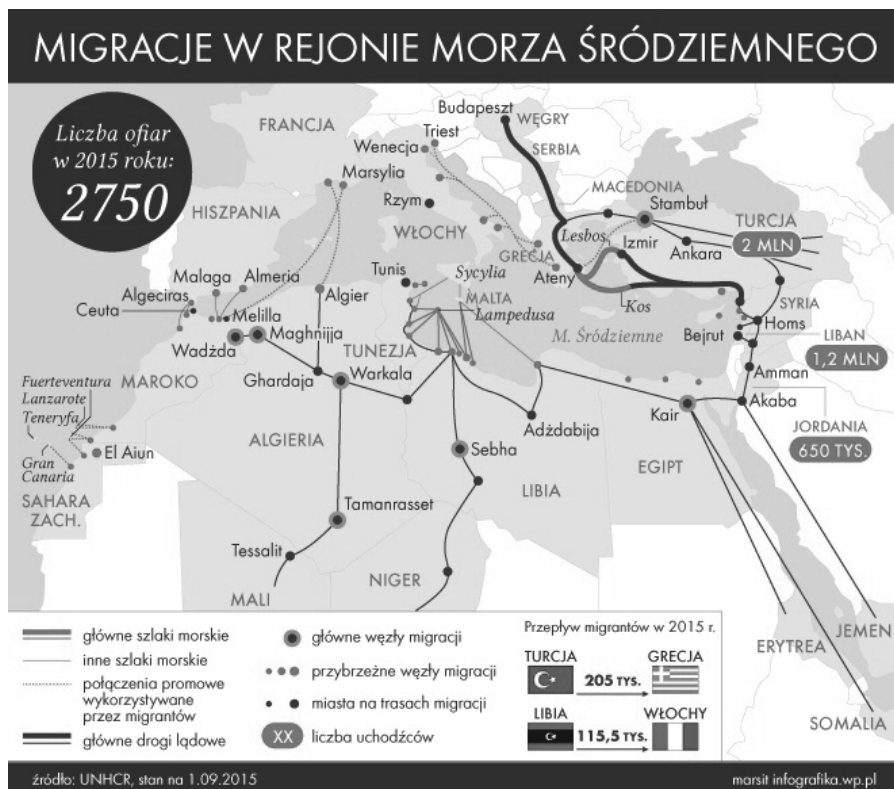 MIGRACJE W REJONIE MORZA ŚRÓDZIEMNEGO
Liczba ofiar
w 2015 roku:
2750
FRANCJA
Budapeszt
WĘGRY
Triest
Wenecja
SERBIA
Marsylia
MACEDONIA
Rzym
Stambuł
HISZPANIA
WŁOCHY
TURCJA
2 MLN
Lesbos
Izmir
GRECJA
Ankara
Ateny
Tunis
Sycylia
Malaga
Almeria
Algeciras
Algier
Ceuta
Melilla
MALTA
Lampedusa
Kos
SYRIA
Maghnijja
M. Śródziemne
Bejrut
Homs
Wadżda
TUNEZJA
LIBAN
1,2 MLN
Fuerteventura
Lanzarote
Teneryfa
MAROKO
Ghardaja
Warkala
Amman
Kair
Akaba
Adżdabija
JORDANIA
650 TYS.
El Aiun
ALGIERIA
Sebha
Gran
Canaria
LIBIA
EGIPT
SAHARA
ZACH.
Tamanrasset
Tessalit
NIGER
MALI
ERYTREA
JEMEN
SOMALIA
główne szlaki morskie
inne szlaki morskie
połączenia promowe
wykorzystywane
przez migrantów
główne drogi lądowe
główne węzły migracji
przybrzeżne węzły migracji
miasta na trasach migracji
XX liczba uchodźców
Przepływ migrantów w 2015 r.
TURCJA GRECJA
205 TYS.
LIBIA WŁOCHY
115,5 TYS.
źródło: UNHCR, stan na 1.09.2015
marsit infografika.wp.pl